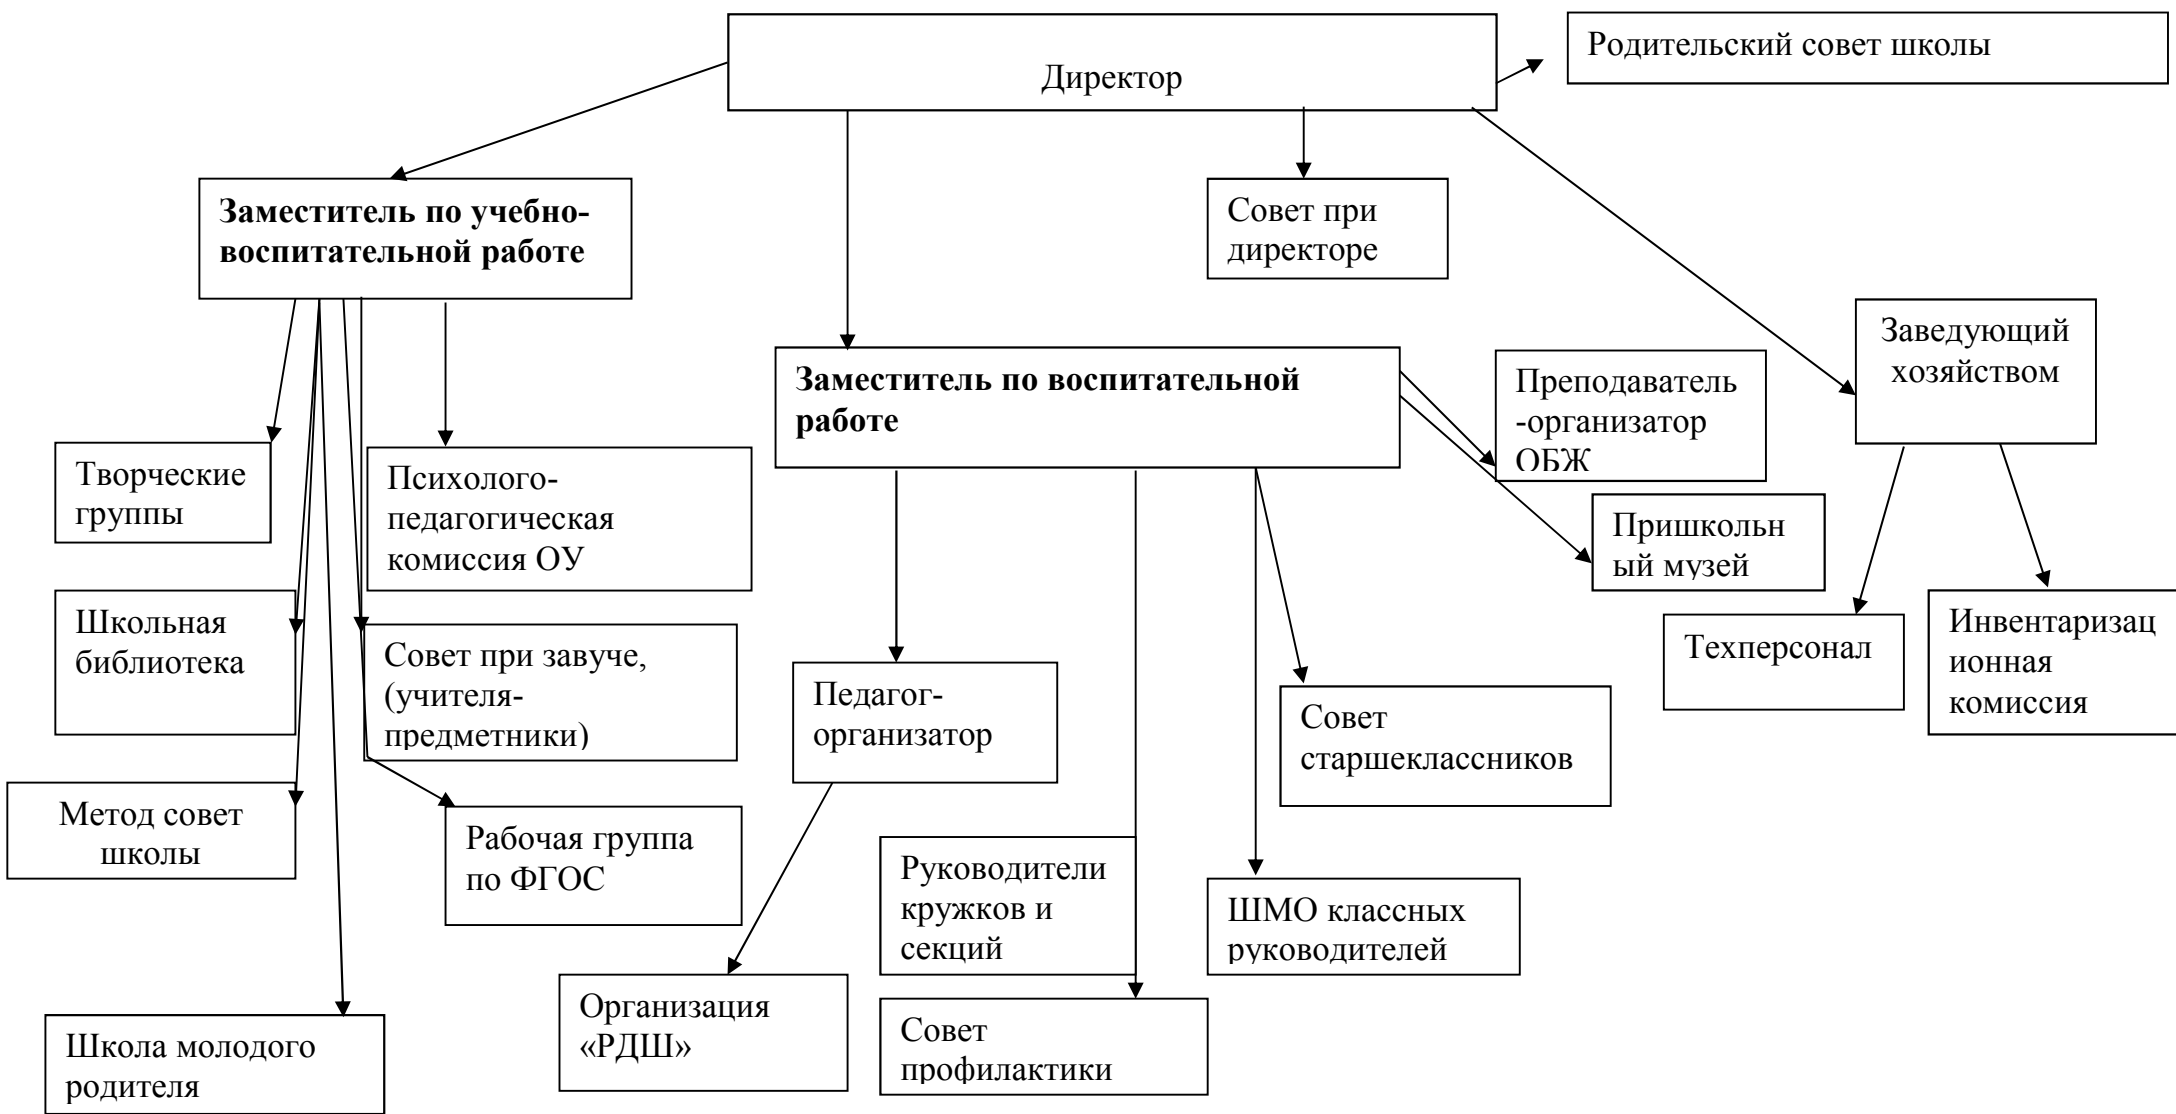 Директор
Родительский совет школы
Заместитель по учебно-
воспитательной работе
Совет при
директоре
Заведующий
хозяйством
Заместитель по воспитательной
работе
Преподаватель
-организатор
ОБЖ
Творческие
группы
Психолого-
педагогическая
комиссия ОУ
Пришкольн
ый музей
Школьная
библиотека
Совет при завуче,
(учителя-
предметники)
Педагог-
организатор
Совет
старшеклассников
Техперсонал
Инвентаризац
ионная
комиссия
Метод совет
школы
Рабочая группа
по ФГОС
Руководители
кружков и
секций
ШМО классных
руководителей
Школа молодого
родителя
Организация
«РДШ»
Совет
профилактики